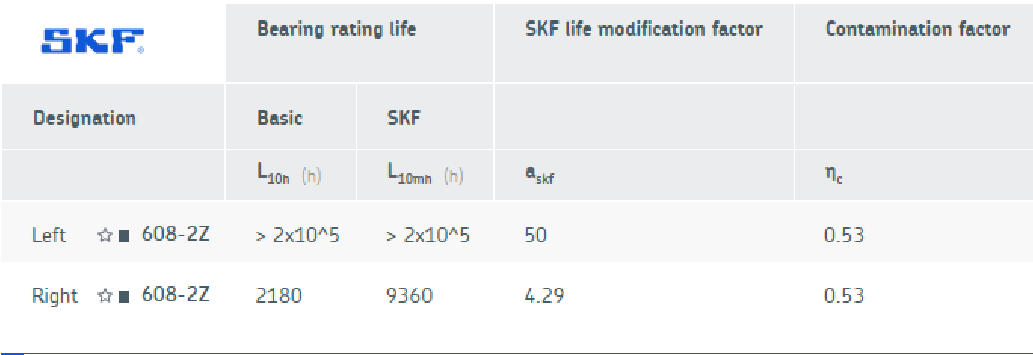 SKF® Bearing rating life SKF life modification factor Contamination factor
Designation Basic SKF
L10h (h) L10mh (h) askf ηc
Left ☆ ■ 608-2Z > 2x10^5 > 2x10^5 50 0.53
Right ☆ ■ 608-2Z 2180 9360 4.29 0.53